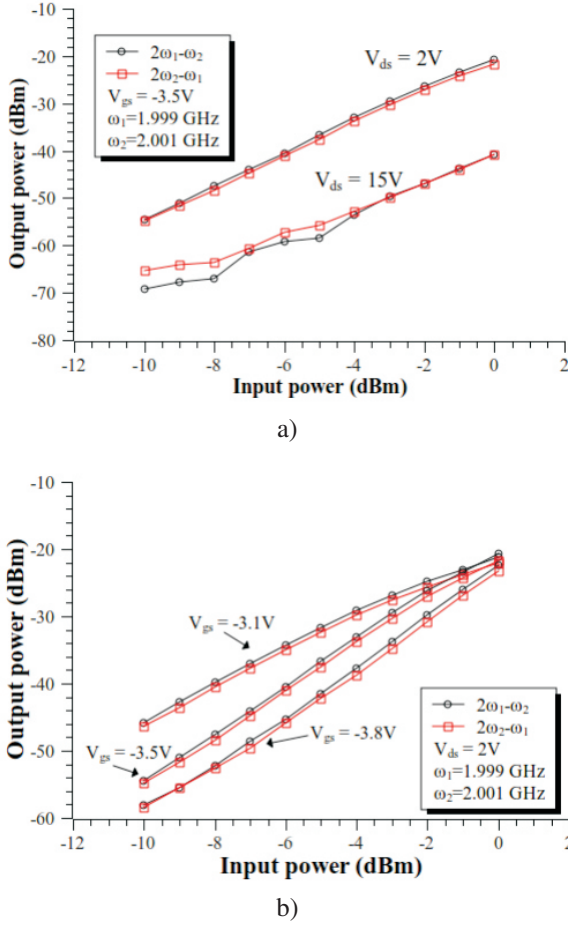 -10
-20
-30
-40
-50
-60
-70
-80
Output power (dBm)
2ω₁-ω₂
2ω₂-ω₁
V_gs = -3.5V
ω₁=1.999 GHz
ω₂=2.001 GHz
V_ds = 2V
V_ds = 15V
-12 -10 -8 -6 -4 -2 0 2
Input power (dBm)
a)
-10
-20
-30
-40
-50
-60
Output power (dBm)
V_gs = -3.1V
V_gs = -3.5V
V_gs = -3.8V
2ω₁-ω₂
2ω₂-ω₁
V_ds = 2V
ω₁=1.999 GHz
ω₂=2.001 GHz
-12 -10 -8 -6 -4 -2 0 2
Input power (dBm)
b)